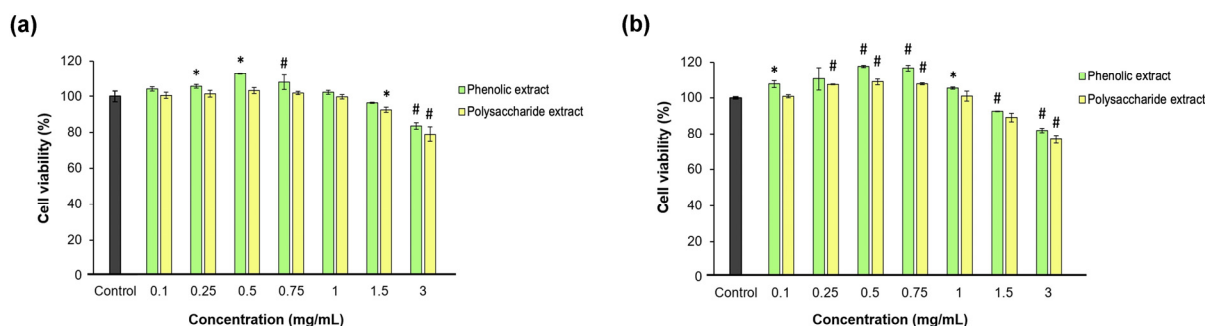 (a)
120
100
80
60
40
20
0
Cell viability (%)
* * # * # #
Phenolic extract
Polysaccharide extract
Control 0.1 0.25 0.5 0.75 1 1.5 3
Concentration (mg/mL)
(b)
120
100
80
60
40
20
0
Cell viability (%)
* # # # # # * # # #
Phenolic extract
Polysaccharide extract
Control 0.1 0.25 0.5 0.75 1 1.5 3
Concentration (mg/mL)